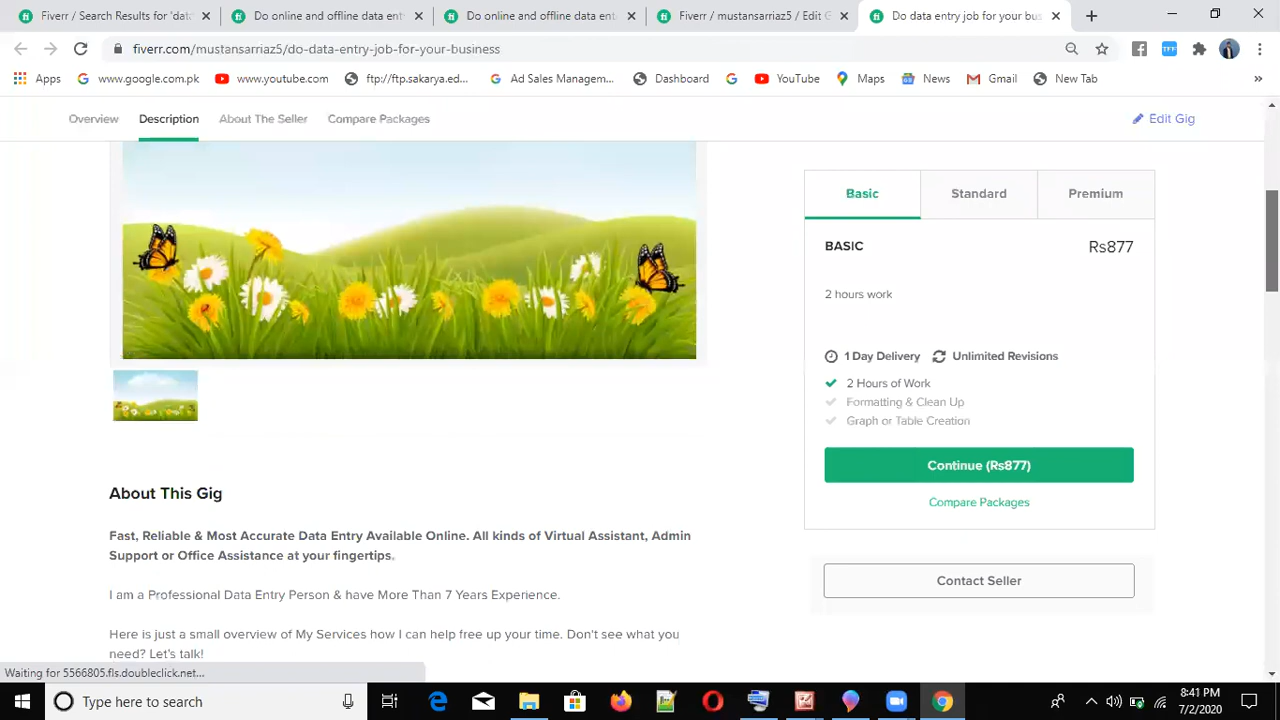 Fiverr / Search Results for 'dat
Do online and offline data entry
Do online and offline data enta
Fiverr / mustansarriaz5 / Edit G
Do data entry job for your bus
fiverr.com/mustansarriaz5/do-data-entry-job-for-your-business
Apps
www.google.com.pk
www.youtube.com
ftp://ftp.sakarya.ed...
Ad Sales Managem...
Dashboard
YouTube
Maps
News
Gmail
New Tab
»
Overview
Description
About The Seller
Compare Packages
Edit Gig
Basic
Standard
Premium
BASIC
Rs877
2 hours work
1 Day Delivery
Unlimited Revisions
2 Hours of Work
Formatting & Clean Up
Graph or Table Creation
Continue (Rs877)
Compare Packages
Contact Seller
About This Gig
Fast, Reliable & Most Accurate Data Entry Available Online. All kinds of Virtual Assistant, Admin
Support or Office Assistance at your fingertips.
I am a Professional Data Entry Person & have More Than 7 Years Experience.
Here is just a small overview of My Services how I can help free up your time. Don't see what you
need? Let's talk!
Waiting for 5566805.fls.doubleclick.net...
Type here to search
8:41 PM
7/2/2020